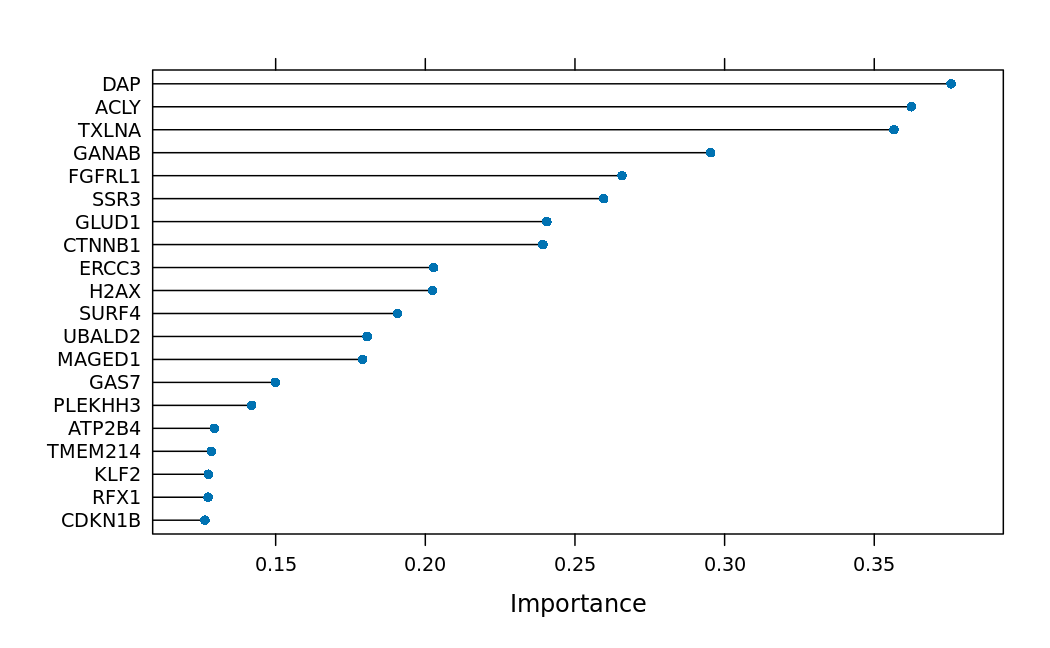 DAP
ACLY
TXLNA
GANAB
FGFRL1
SSR3
GLUD1
CTNNB1
ERCC3
H2AX
SURF4
UBALD2
MAGED1
GAS7
PLEKHH3
ATP2B4
TMEM214
KLF2
RFX1
CDKN1B
0.15 0.20 0.25 0.30 0.35
Importance